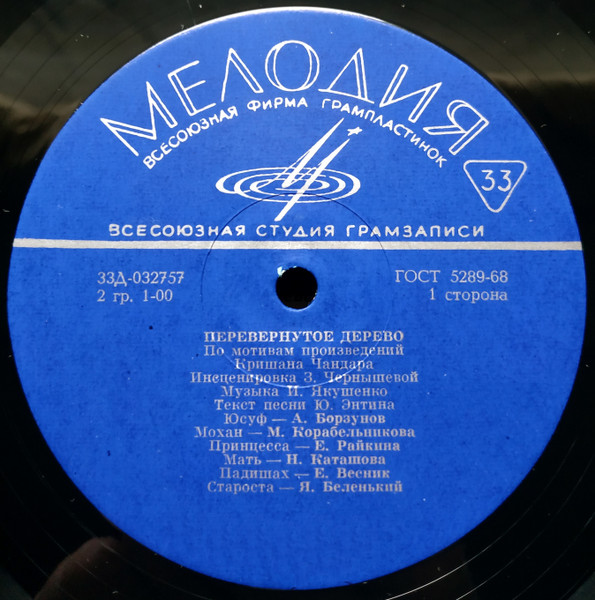 МЕЛОДИЯ
ВСЕСОЮЗНАЯ ФИРМА ГРАМПЛАСТИНОК
33
ВСЕСОЮЗНАЯ СТУДИЯ ГРАМЗАПИСИ
33Д-032757
2 гр. 1-00
ГОСТ 5289-68
1 сторона
ПЕРЕВЕРНУТОЕ ДЕРЕВО
По мотивам произведений
Кришана Чандара
Инсценировка З. Чернышевой
Музыка И. Якушенко
Текст песни Ю. Энтина
Юсуф — А. Борзунов
Мохан — М. Корабельникова
Принцесса — Е. Райкина
Мать — Н. Каташова
Падишах — Е. Весник
Староста — Я. Беленький